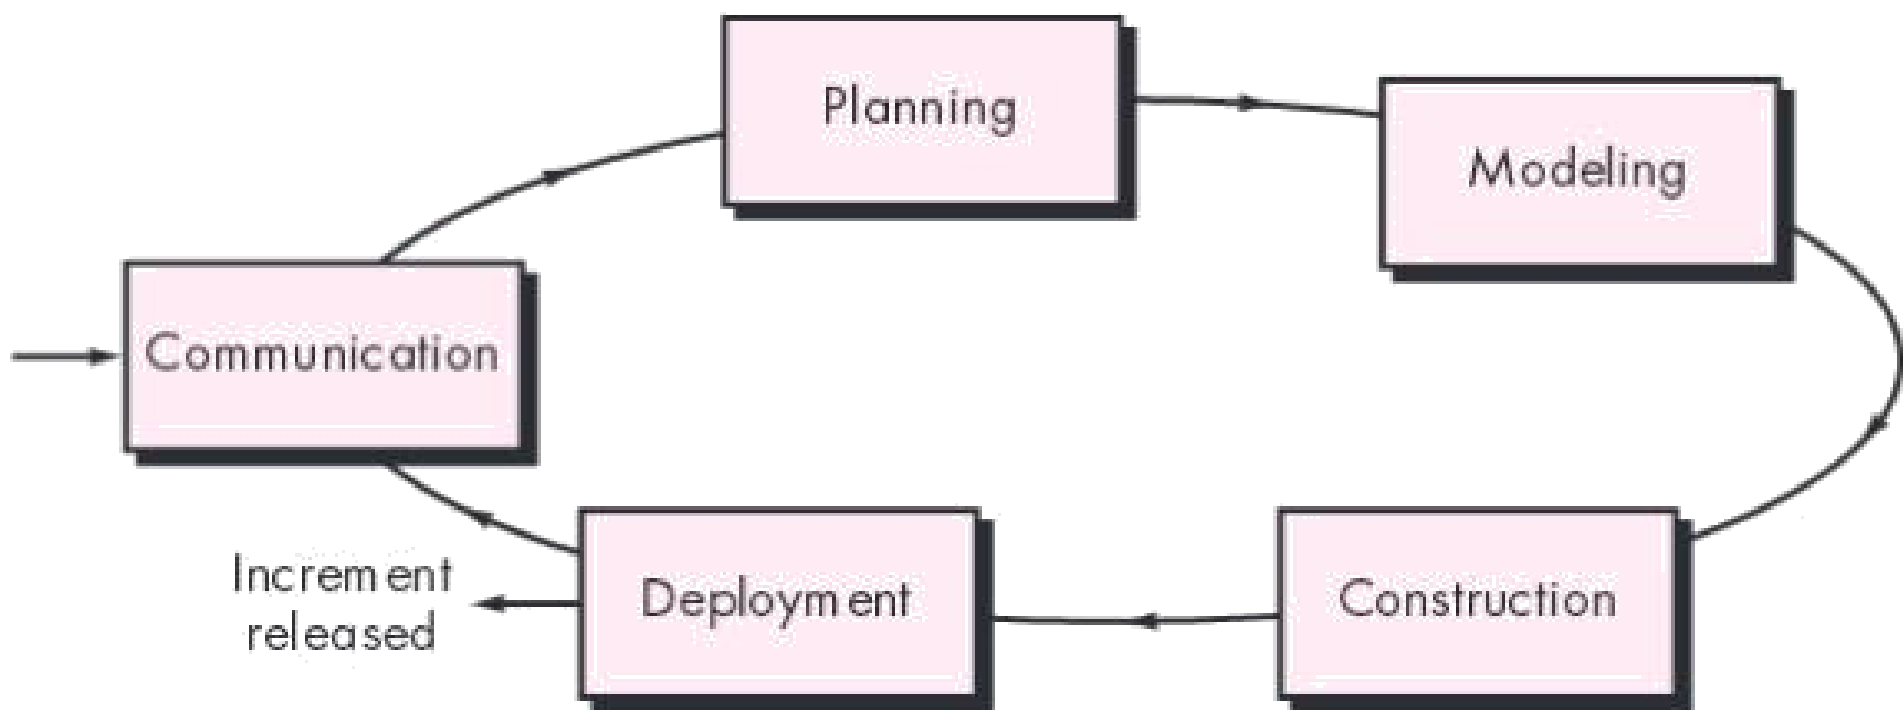 Planning
Modeling
Communication
Increment
released
Deployment
Construction